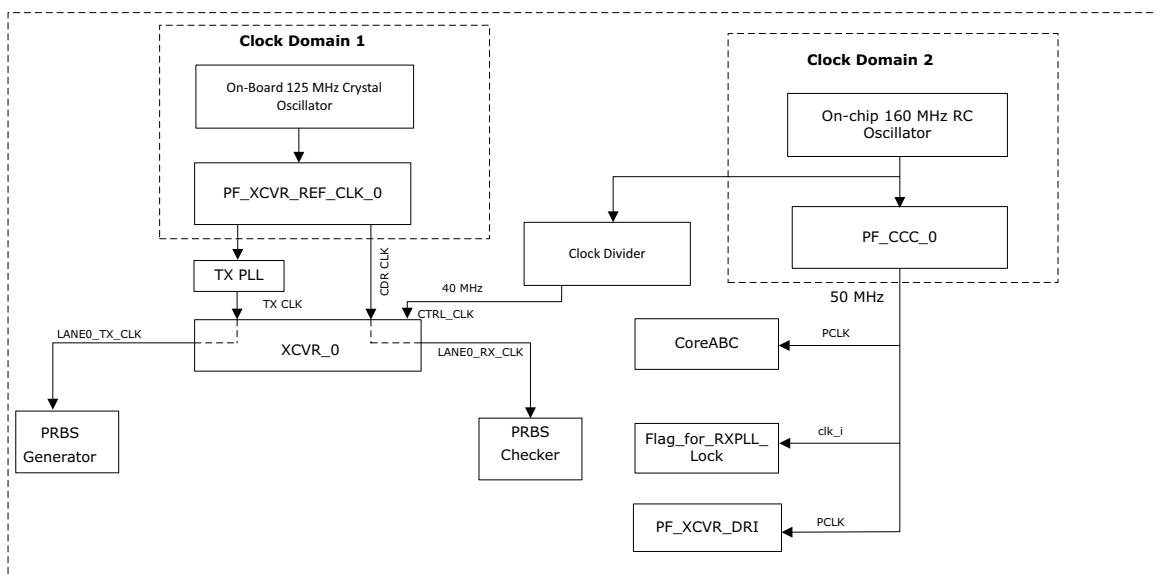 Clock Domain 1
On-Board 125 MHz Crystal
Oscillator
PF_XCVR_REF_CLK_0
TX PLL
TX CLK
CDR CLK
40 MHz
CTRL_CLK
XCVR_0
LANE0_TX_CLK
LANE0_RX_CLK
PRBS
Generator
PRBS
Checker
Clock Divider
Clock Domain 2
On-chip 160 MHz RC
Oscillator
PF_CCC_0
50 MHz
CoreABC
PCLK
Flag_for_RXPLL_
Lock
clk_i
PF_XCVR_DRI
PCLK